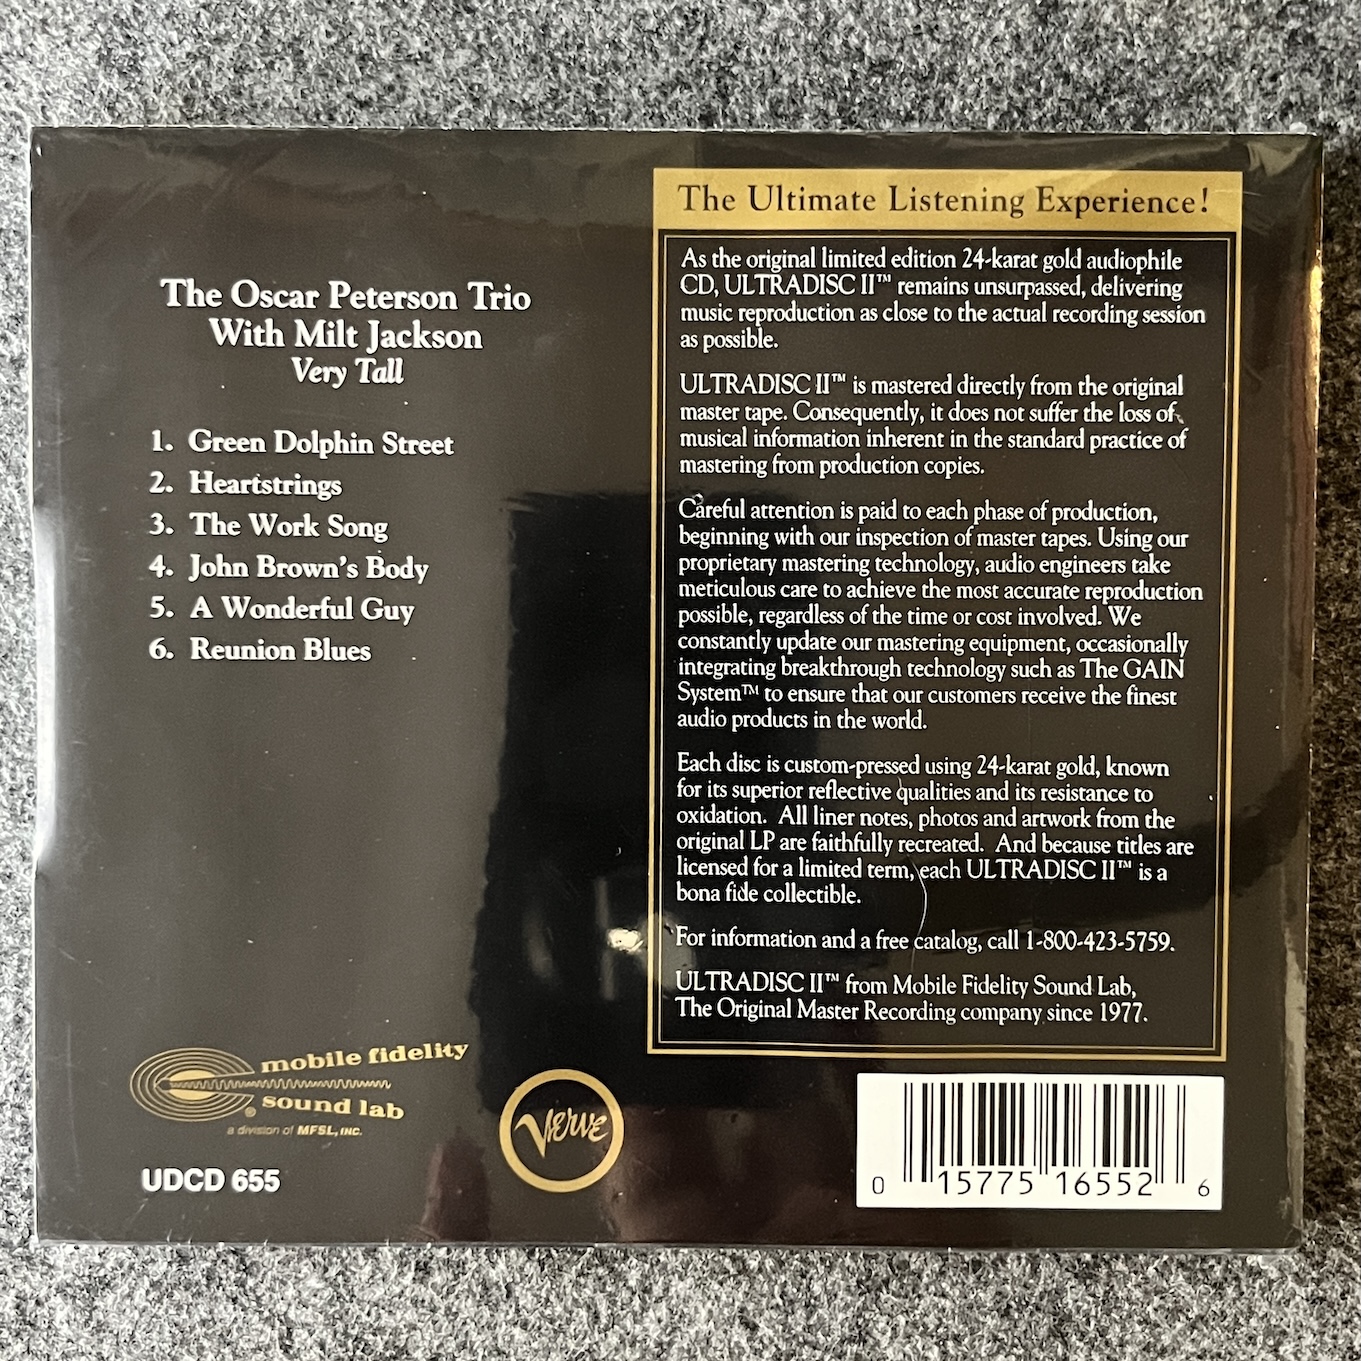 The Oscar Peterson Trio
With Milt Jackson
Very Tall
1. Green Dolphin Street
2. Heartstrings
3. The Work Song
4. John Brown's Body
5. A Wonderful Guy
6. Reunion Blues
The Ultimate Listening Experience!
As the original limited edition 24-karat gold audiophile
CD, ULTRADISC II™ remains unsurpassed, delivering
music reproduction as close to the actual recording session
as possible.
ULTRADISC II™ is mastered directly from the original
master tape. Consequently, it does not suffer the loss of
musical information inherent in the standard practice of
mastering from production copies.
Careful attention is paid to each phase of production,
beginning with our inspection of master tapes. Using our
proprietary mastering technology, audio engineers take
meticulous care to achieve the most accurate reproduction
possible, regardless of the time or cost involved. We
constantly update our mastering equipment, occasionally
integrating breakthrough technology such as The GAIN
System™ to ensure that our customers receive the finest
audio products in the world.
Each disc is custom-pressed using 24-karat gold, known
for its superior reflective qualities and its resistance to
oxidation. All liner notes, photos and artwork from the
original LP are faithfully recreated. And because titles are
licensed for a limited term, each ULTRADISC II™ is a
bona fide collectible.
For information and a free catalog, call 1-800-423-5759.
ULTRADISC II™ from Mobile Fidelity Sound Lab,
The Original Master Recording company since 1977.
mobile fidelity
® sound lab
a division of MFSL, INC.
UDCD 655
Verve
0 15775 16552 6